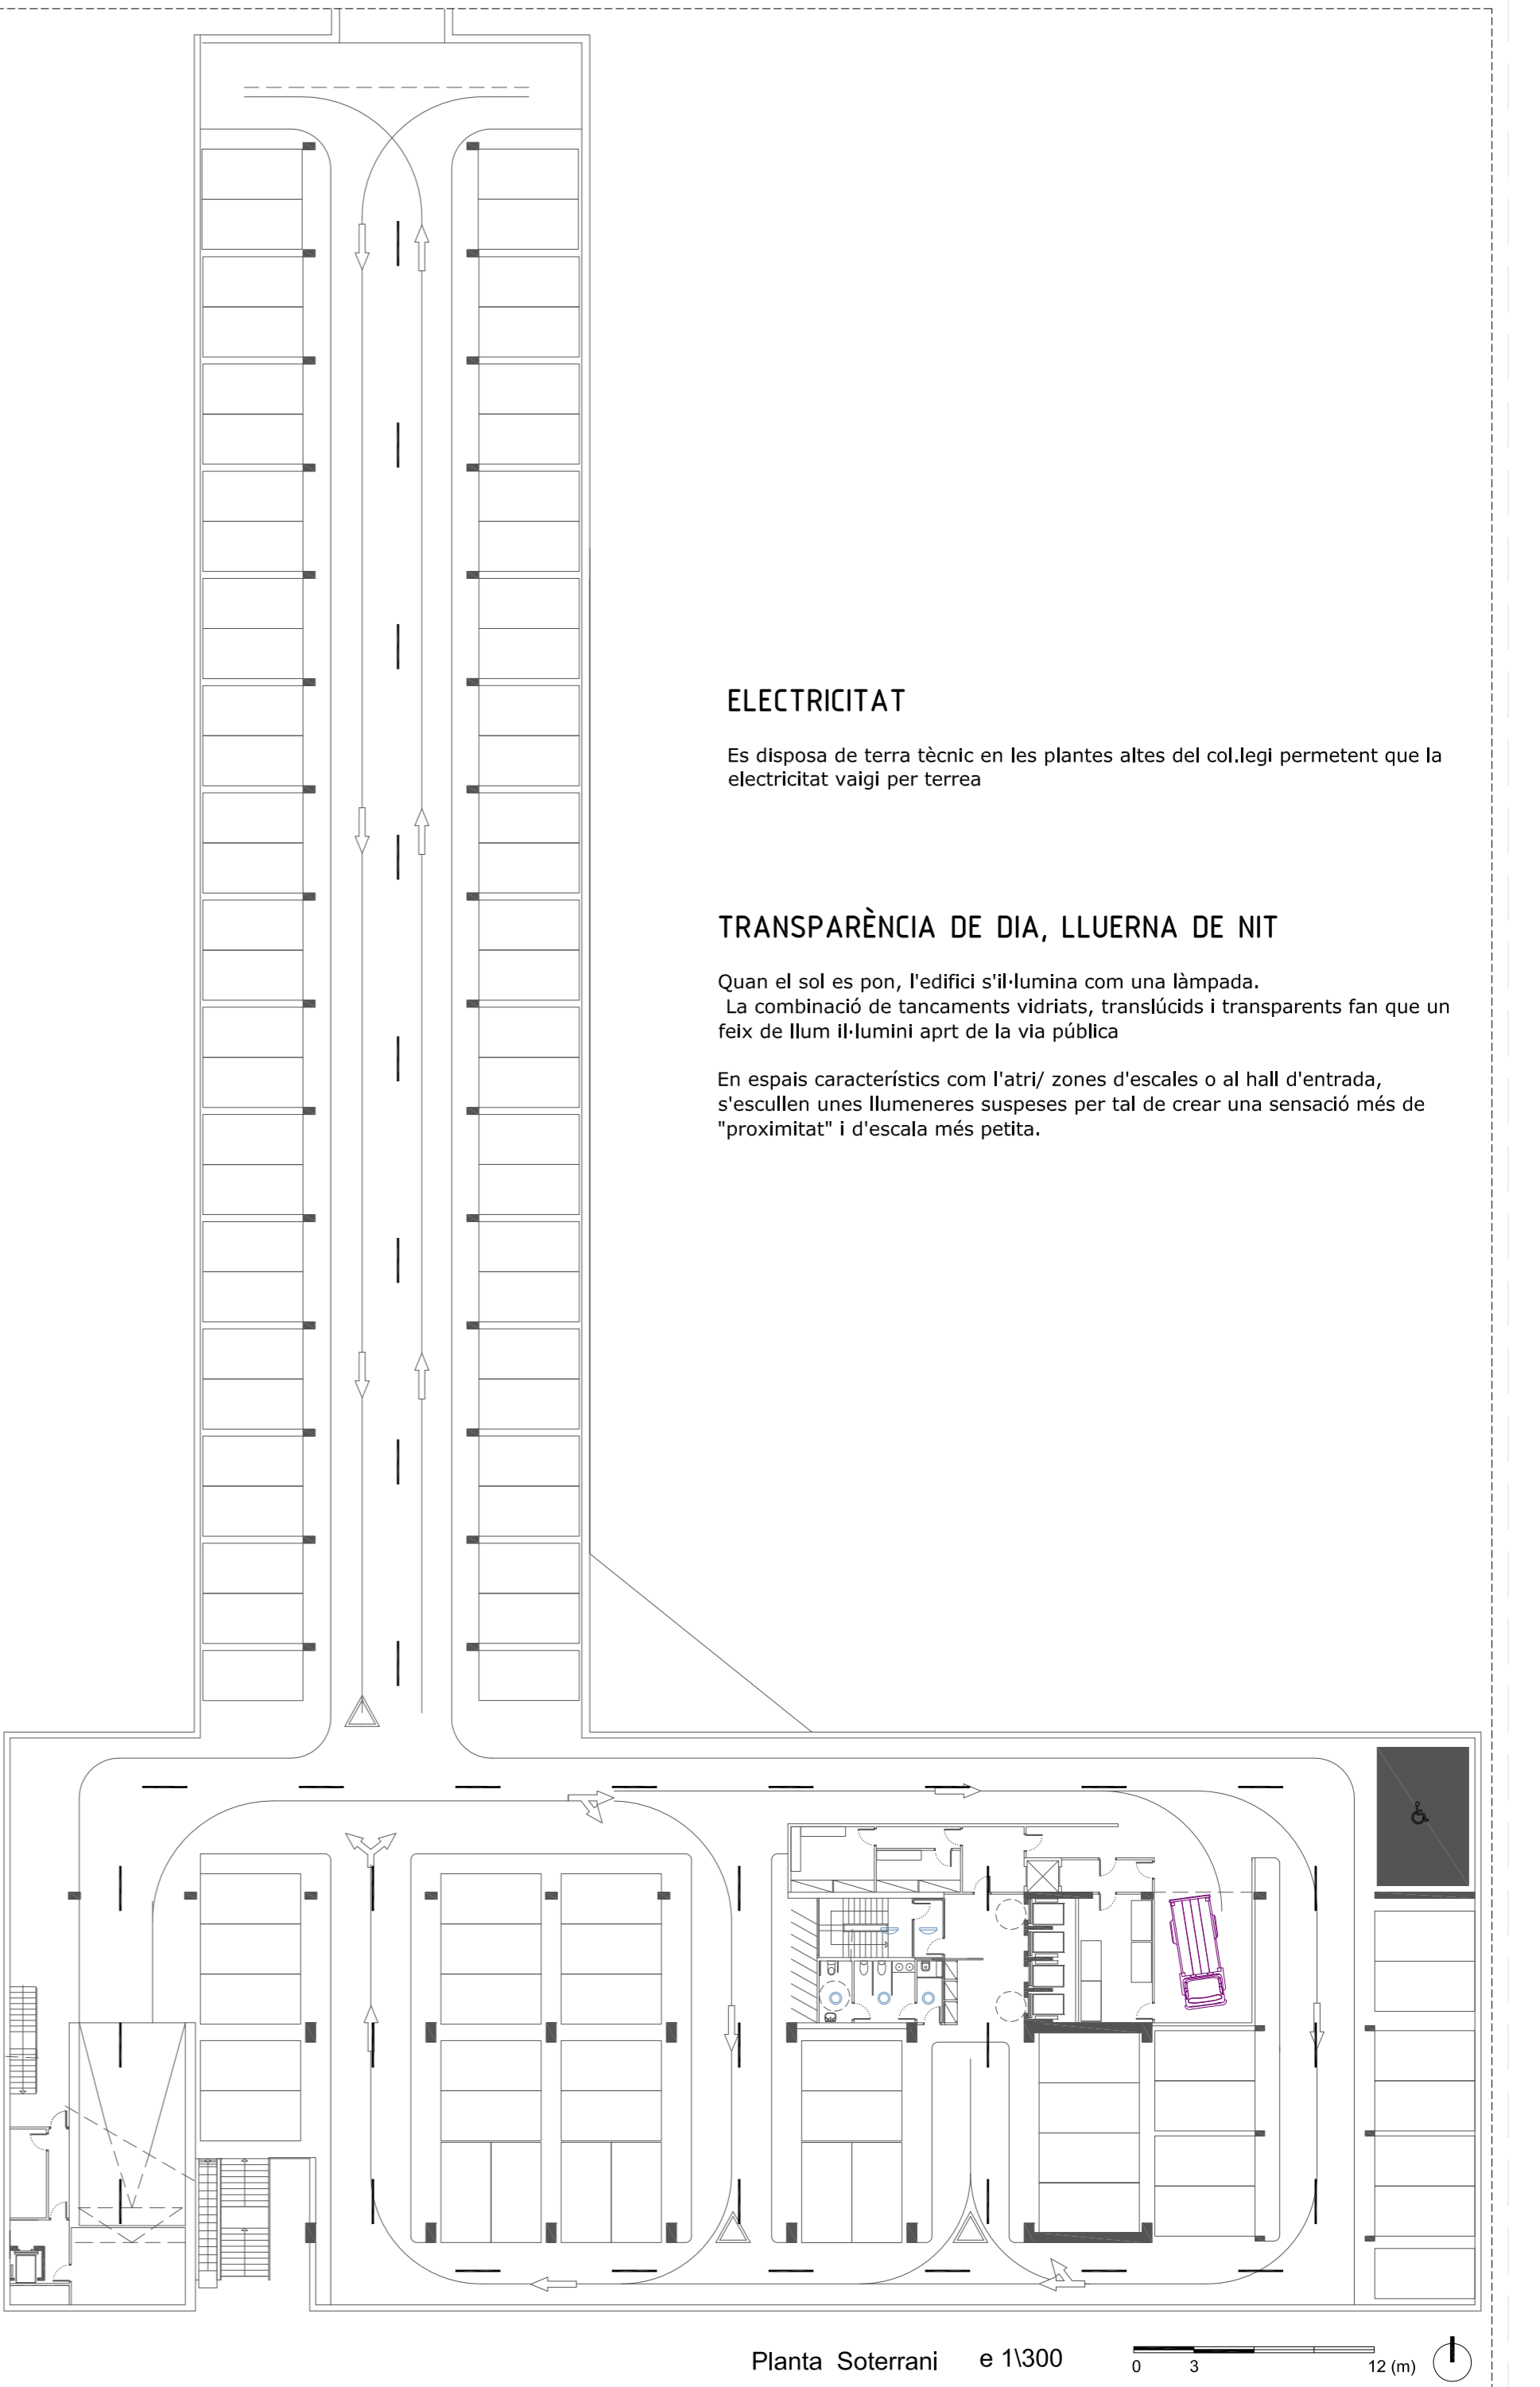 ELECTRICITAT
Es disposa de terra tècnic en les plantes altes del col.legi permetent que la
electricitat vaigi per terrea
TRANSPARÈNCIA DE DIA, LLUERNA DE NIT
Quan el sol es pon, l'edifici s'il·lumina com una làmpada.
La combinació de tancaments vidriats, translúcids i transparents fan que un
feix de llum il·lumini aprt de la via pública
En espais característics com l'atri/ zones d'escales o al hall d'entrada,
s'escullen unes llumeneres suspeses per tal de crear una sensació més de
"proximitat" i d'escala més petita.
Planta Soterrani e 1\300
0 3 12 (m)